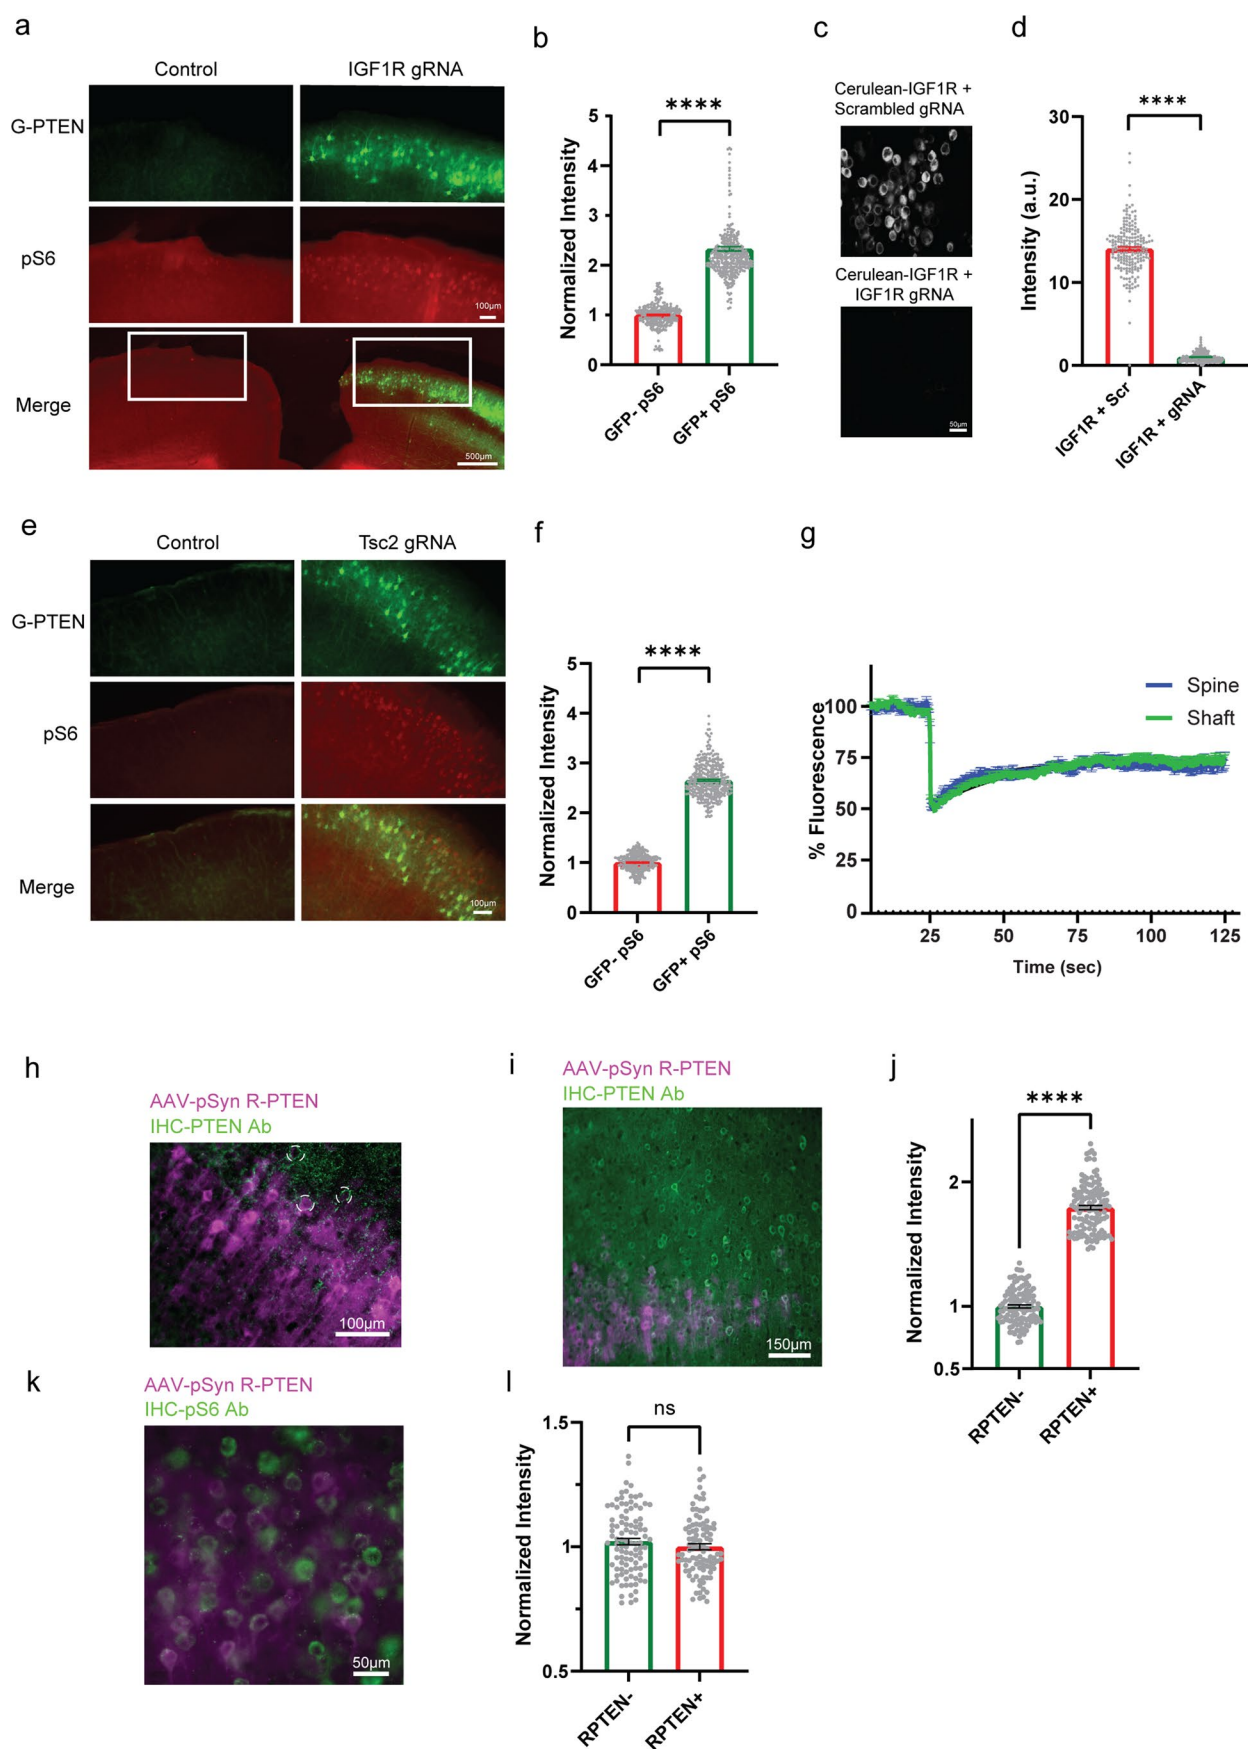 a
Control
IGF1R gRNA
G-PTEN
pS6
100µm
Merge
500µm
b
****
Normalized Intensity
5
4
3
2
1
0
GFP- pS6
GFP+ pS6
c
Cerulean-IGF1R +
Scrambled gRNA
Cerulean-IGF1R +
IGF1R gRNA
50µm
d
****
Intensity (a.u.)
30
20
10
0
IGF1R + Scr
IGF1R + gRNA
e
Control
Tsc2 gRNA
G-PTEN
pS6
Merge
100µm
f
****
Normalized Intensity
5
4
3
2
1
0
GFP- pS6
GFP+ pS6
g
Spine
Shaft
% Fluorescence
100
75
50
25
0
25
50
75
100
125
Time (sec)
h
AAV-pSyn R-PTEN
IHC-PTEN Ab
100µm
i
AAV-pSyn R-PTEN
IHC-PTEN Ab
150µm
j
****
Normalized Intensity
2
1
0.5
RPTEN-
RPTEN+
k
AAV-pSyn R-PTEN
IHC-pS6 Ab
50µm
l
ns
Normalized Intensity
1.5
1
0.5
RPTEN-
RPTEN+